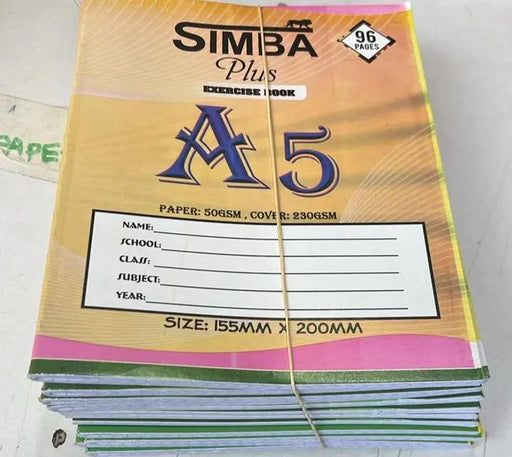 SIMBA
Plus
EXERCISE BOOK
96
PAGES
A5
PAPER: 50GSM , COVER: 230GSM
NAME:
SCHOOL:
CLASS:
SUBJECT:
YEAR:
SIZE: 155MM X 200MM